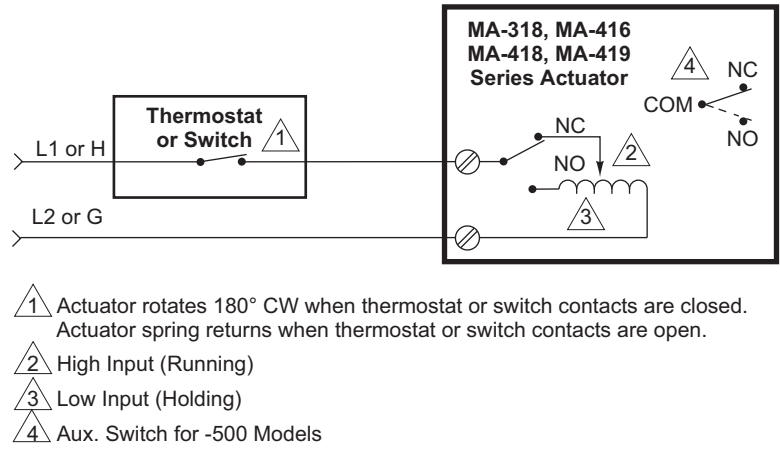 MA-318, MA-416
MA-418, MA-419
Series Actuator
4
NC
COM
NO
Thermostat
or Switch
1
L1 or H
NC
2
NO
3
L2 or G
1 Actuator rotates 180° CW when thermostat or switch contacts are closed.
Actuator spring returns when thermostat or switch contacts are open.
2 High Input (Running)
3 Low Input (Holding)
4 Aux. Switch for -500 Models